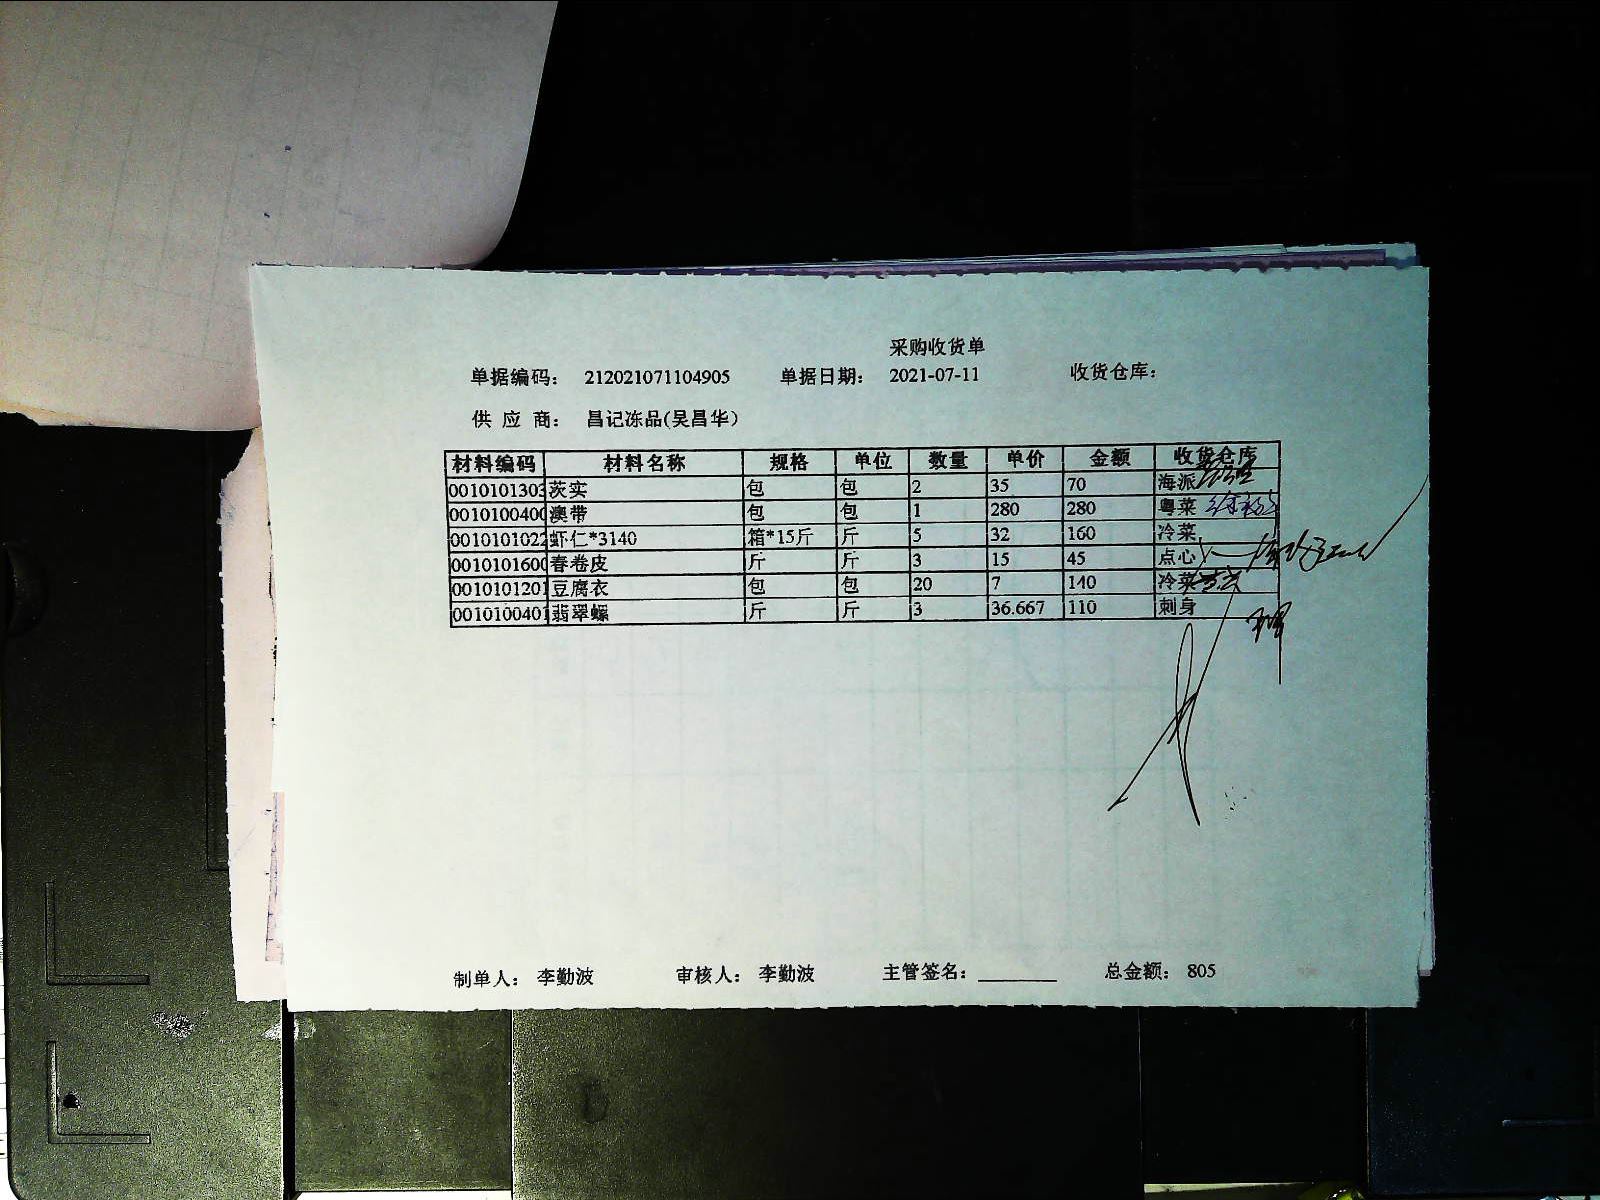 采购收货单
单据编码： 212021071104905 单据日期： 2021-07-11 收货仓库：
供 应 商： 昌记冻品(吴昌华)
材料编码 材料名称 规格 单位 数量 单价 金额 收货仓库
0010101303 茨实 包 包 2 35 70 海派
0010100400 澳带 包 包 1 280 280 粤菜
0010101022 虾仁*3140 箱*15斤 斤 5 32 160 冷菜
0010101600 春卷皮 斤 斤 3 15 45 点心
0010101201 豆腐衣 包 包 20 7 140 冷菜
0010100401 翡翠螺 斤 斤 3 36.667 110 刺身
制单人： 李勤波 审核人： 李勤波 主管签名： 总金额： 805